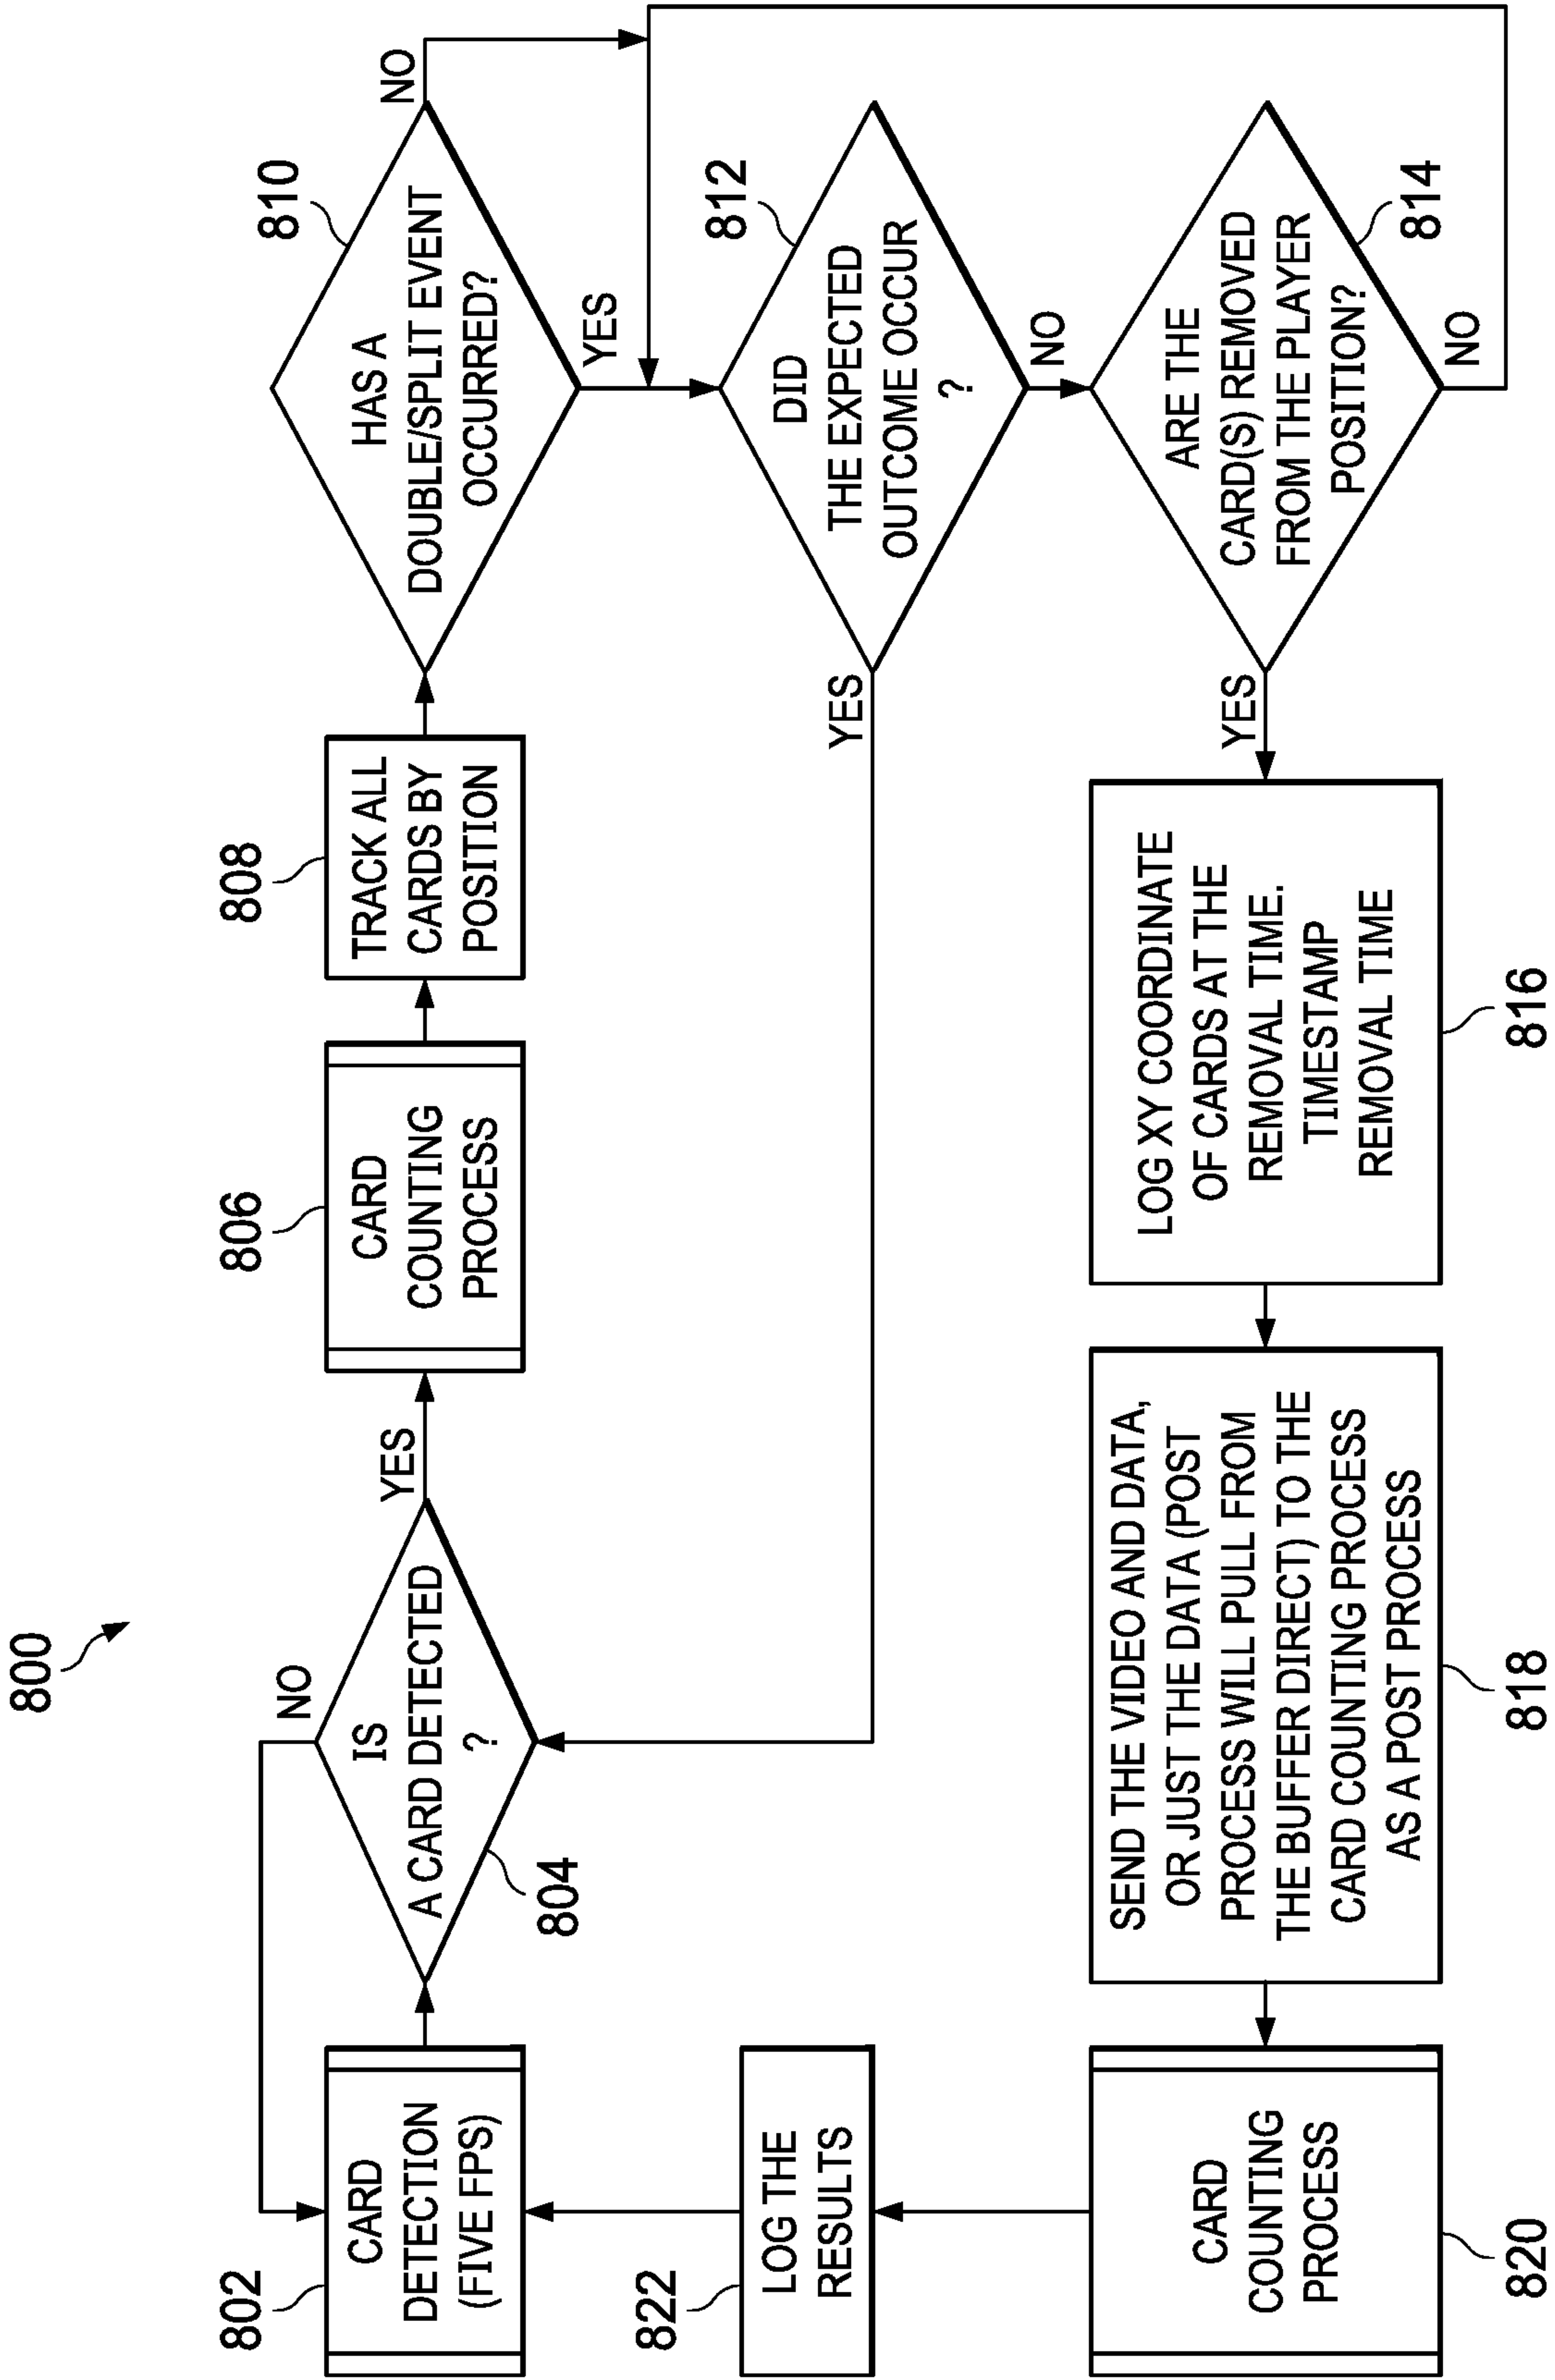 800
802
CARD
DETECTION
(FIVE FPS)
804
IS
A CARD DETECTED
?
NO
YES
806
CARD
COUNTING
PROCESS
808
TRACK ALL
CARDS BY
POSITION
810
HAS A
DOUBLE/SPLIT EVENT
OCCURRED?
NO
YES
812
DID
THE EXPECTED
OUTCOME OCCUR
?
YES
NO
814
ARE THE
CARD(S) REMOVED
FROM THE PLAYER
POSITION?
NO
YES
LOG XY COORDINATE
OF CARDS AT THE
REMOVAL TIME.
TIMESTAMP
REMOVAL TIME
816
SEND THE VIDEO AND DATA,
OR JUST THE DATA (POST
PROCESS WILL PULL FROM
THE BUFFER DIRECT) TO THE
CARD COUNTING PROCESS
AS A POST PROCESS
818
CARD
COUNTING
PROCESS
820
822
LOG THE
RESULTS